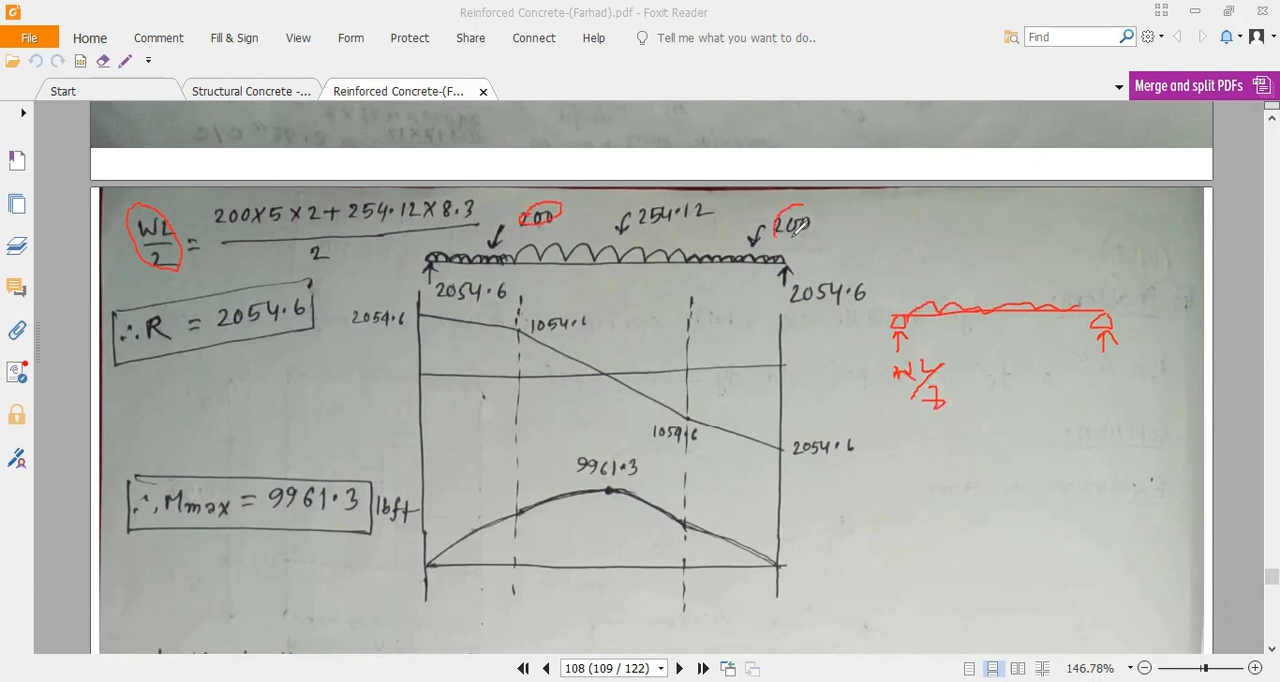 Reinforced Concrete-(Farhad).pdf - Foxit Reader
File Home Comment Fill & Sign View Form Protect Share Connect Help Tell me what you want to do.. Find
Start Structural Concrete -... Reinforced Concrete-(F... Merge and split PDFs
WL/2 = (200×5×2+254.12×8.3)/2
200
254.12
200
2054.6
2054.6
∴R = 2054.6
2054.6
1054.6
1054.6
2054.6
WL/2
9961.3
∴ Mmax = 9961.3 lbft
108 (109 / 122) 146.78%